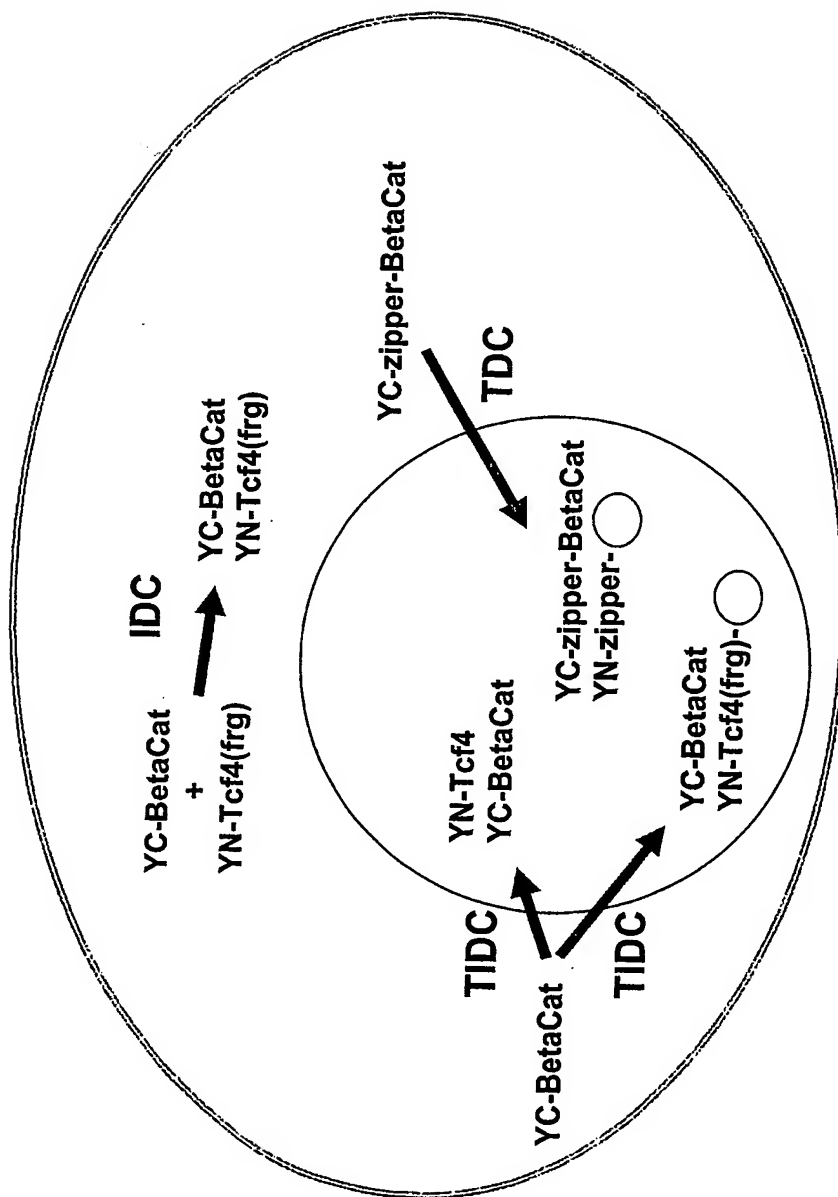 IDC
YC-BetaCat
+
YN-Tcf4(frg)
YC-BetaCat
YN-Tcf4(frg)
YC-zipper-BetaCat
TDC
YN-Tcf4
YC-BetaCat
YC-zipper-BetaCat
YN-zipper-
TIDC
YC-BetaCat
TIDC
YC-BetaCat
YN-Tcf4(frg)-